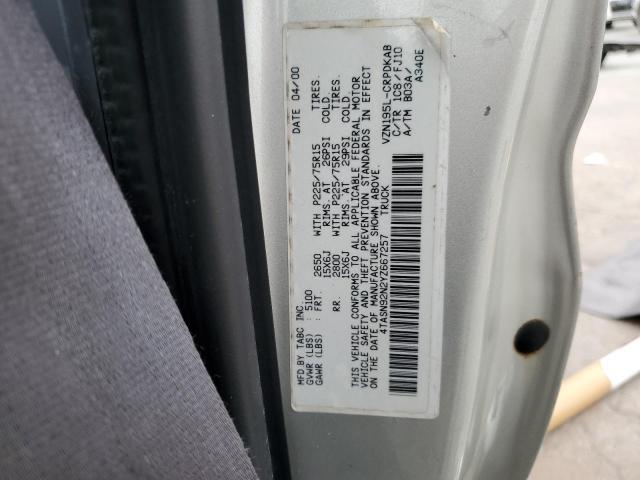 MFD BY TABC INC. DATE 04/00
GVWR (LBS) : 5100
GAWR (LBS) : FRT. 2650 WITH P225/75R15 TIRES.
15X6J RIMS, AT 26PSI COLD.
RR. 2800 WITH P225/75R15 TIRES.
15X6J RIMS, AT 29PSI COLD.
THIS VEHICLE CONFORMS TO ALL APPLICABLE FEDERAL MOTOR
VEHICLE SAFETY AND THEFT PREVENTION STANDARDS IN EFFECT
ON THE DATE OF MANUFACTURE SHOWN ABOVE.
4TASN92N2YZ667257 TRUCK
VZN195L-CRPDKAB
C/TR 1C8/FJ10
A/TM B03A/
A340E